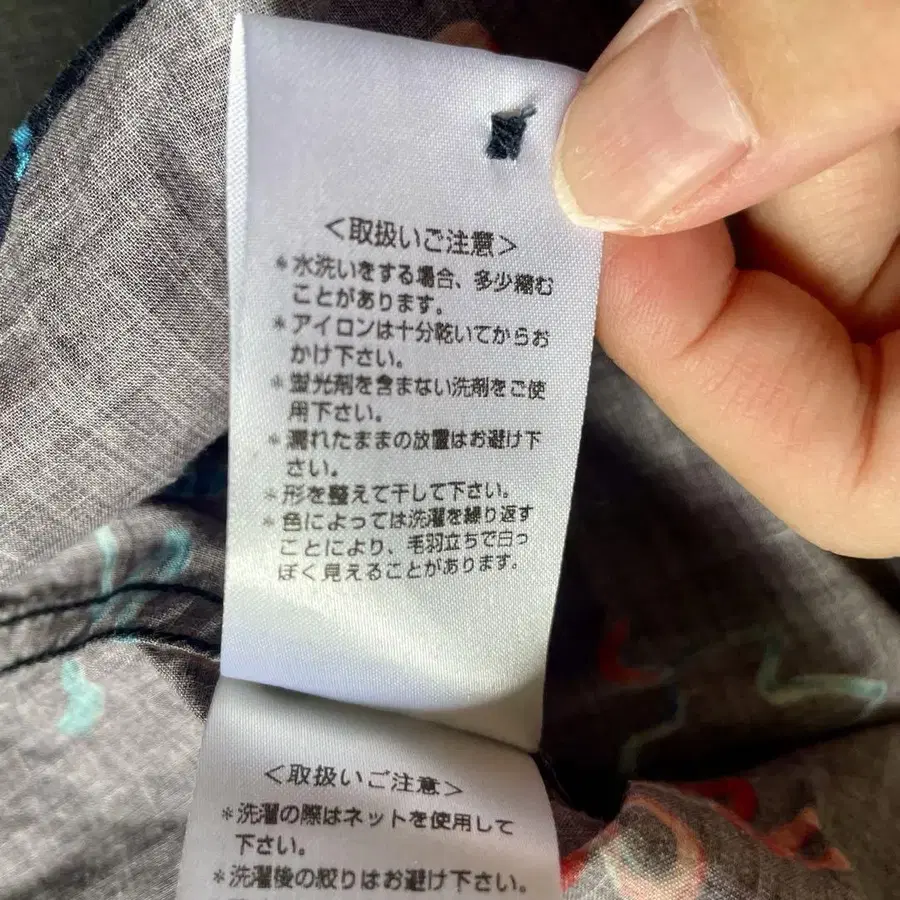 <取扱いご注意>
*水洗いをする場合、多少縮む
ことがあります。
*アイロンは十分乾いてからお
かけ下さい。
*蛍光剤を含まない洗剤をご使
用下さい。
*濡れたままの放置はお避け下
さい。
*形を整えて干して下さい。
*色によっては洗濯を繰り返す
ことにより、毛羽立ちで白っ
ぽく見えることがあります。
<取扱いご注意>
*洗濯の際はネットを使用して
下さい。
*洗濯後の絞りはお避け下さい。